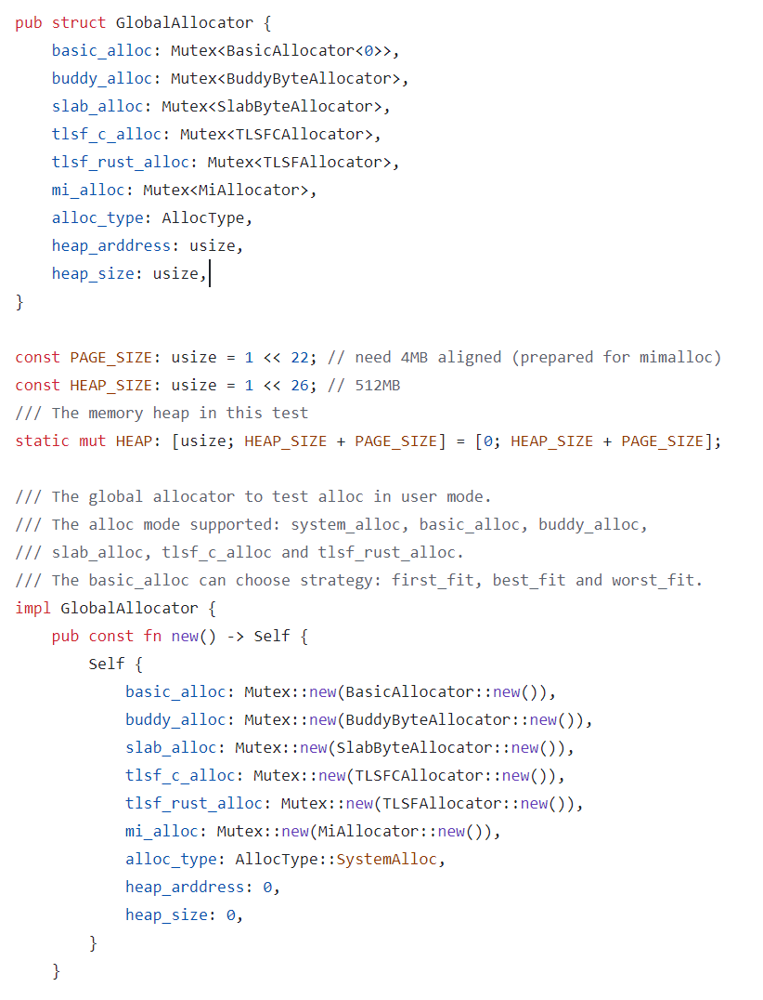 pub struct GlobalAllocator {
    basic_alloc: Mutex<BasicAllocator<0>>,
    buddy_alloc: Mutex<BuddyByteAllocator>,
    slab_alloc: Mutex<SlabByteAllocator>,
    tlsf_c_alloc: Mutex<TLSFCAllocator>,
    tlsf_rust_alloc: Mutex<TLSFAllocator>,
    mi_alloc: Mutex<MiAllocator>,
    alloc_type: AllocType,
    heap_arddress: usize,
    heap_size: usize,
}
const PAGE_SIZE: usize = 1 << 22; // need 4MB aligned (prepared for mimalloc)
const HEAP_SIZE: usize = 1 << 26; // 512MB
/// The memory heap in this test
static mut HEAP: [usize; HEAP_SIZE + PAGE_SIZE] = [0; HEAP_SIZE + PAGE_SIZE];
/// The global allocator to test alloc in user mode.
/// The alloc mode supported: system_alloc, basic_alloc, buddy_alloc,
/// slab_alloc, tlsf_c_alloc and tlsf_rust_alloc.
/// The basic_alloc can choose strategy: first_fit, best_fit and worst_fit.
impl GlobalAllocator {
    pub const fn new() -> Self {
        Self {
            basic_alloc: Mutex::new(BasicAllocator::new()),
            buddy_alloc: Mutex::new(BuddyByteAllocator::new()),
            slab_alloc: Mutex::new(SlabByteAllocator::new()),
            tlsf_c_alloc: Mutex::new(TLSFCAllocator::new()),
            tlsf_rust_alloc: Mutex::new(TLSFAllocator::new()),
            mi_alloc: Mutex::new(MiAllocator::new()),
            alloc_type: AllocType::SystemAlloc,
            heap_arddress: 0,
            heap_size: 0,
        }
    }